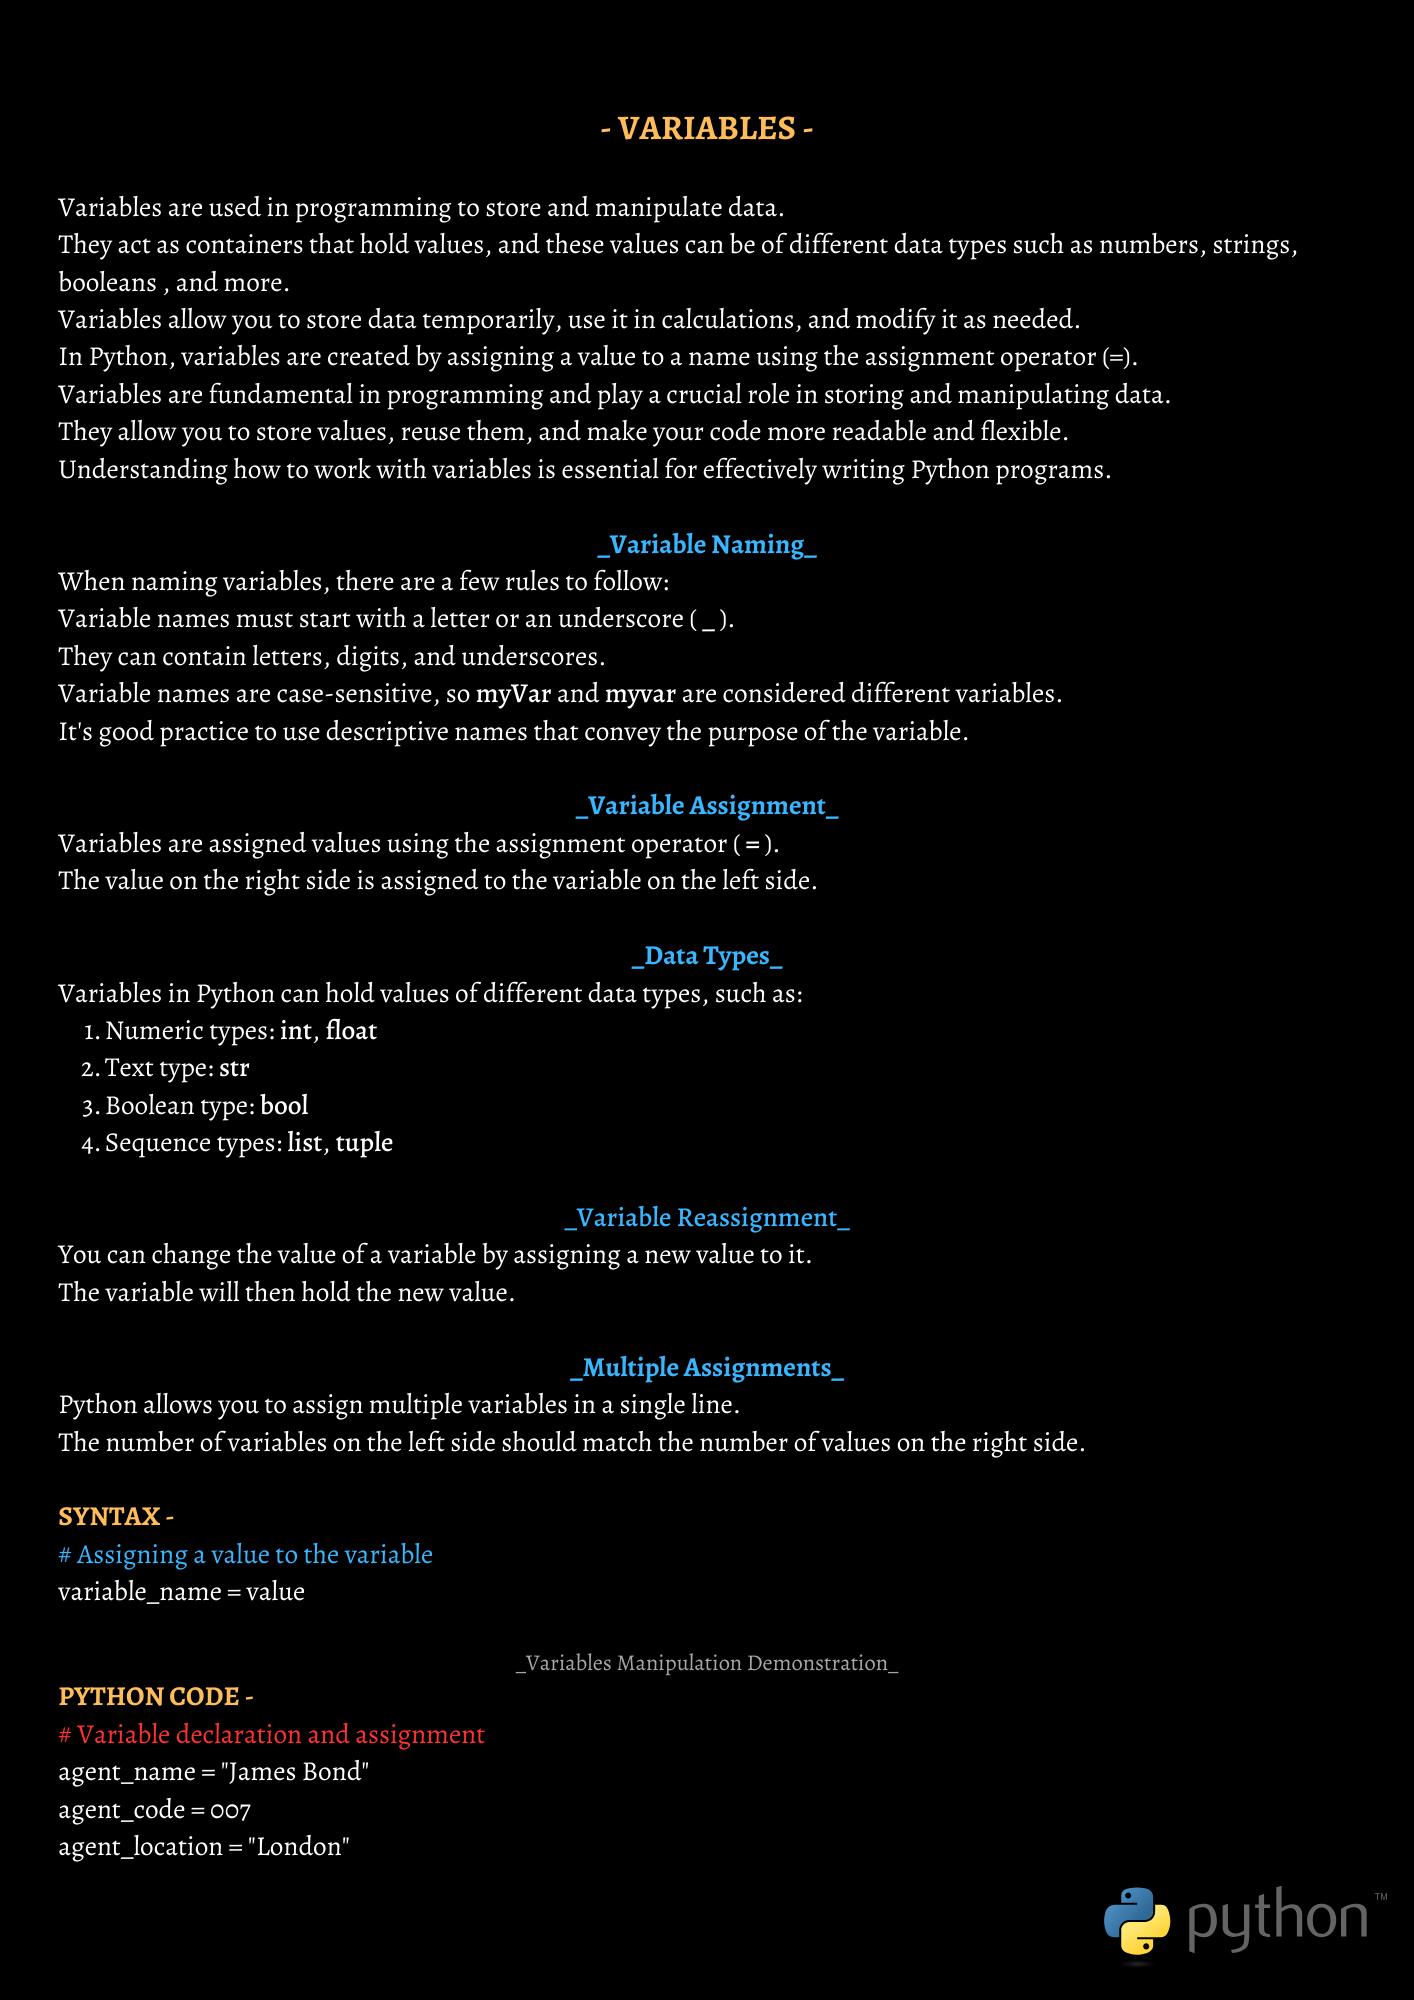 - VARIABLES -
Variables are used in programming to store and manipulate data.
They act as containers that hold values, and these values can be of different data types such as numbers, strings,
booleans , and more.
Variables allow you to store data temporarily, use it in calculations, and modify it as needed.
In Python, variables are created by assigning a value to a name using the assignment operator (=).
Variables are fundamental in programming and play a crucial role in storing and manipulating data.
They allow you to store values, reuse them, and make your code more readable and flexible.
Understanding how to work with variables is essential for effectively writing Python programs.
_Variable Naming_
When naming variables, there are a few rules to follow:
Variable names must start with a letter or an underscore ( _ ).
They can contain letters, digits, and underscores.
Variable names are case-sensitive, so myVar and myvar are considered different variables.
It's good practice to use descriptive names that convey the purpose of the variable.
_Variable Assignment_
Variables are assigned values using the assignment operator ( = ).
The value on the right side is assigned to the variable on the left side.
_Data Types_
Variables in Python can hold values of different data types, such as:
1. Numeric types: int, float
2. Text type: str
3. Boolean type: bool
4. Sequence types: list, tuple
_Variable Reassignment_
You can change the value of a variable by assigning a new value to it.
The variable will then hold the new value.
_Multiple Assignments_
Python allows you to assign multiple variables in a single line.
The number of variables on the left side should match the number of values on the right side.
SYNTAX -
# Assigning a value to the variable
variable_name = value
_Variables Manipulation Demonstration_
PYTHON CODE -
# Variable declaration and assignment
agent_name = "James Bond"
agent_code = 007
agent_location = "London"
python™